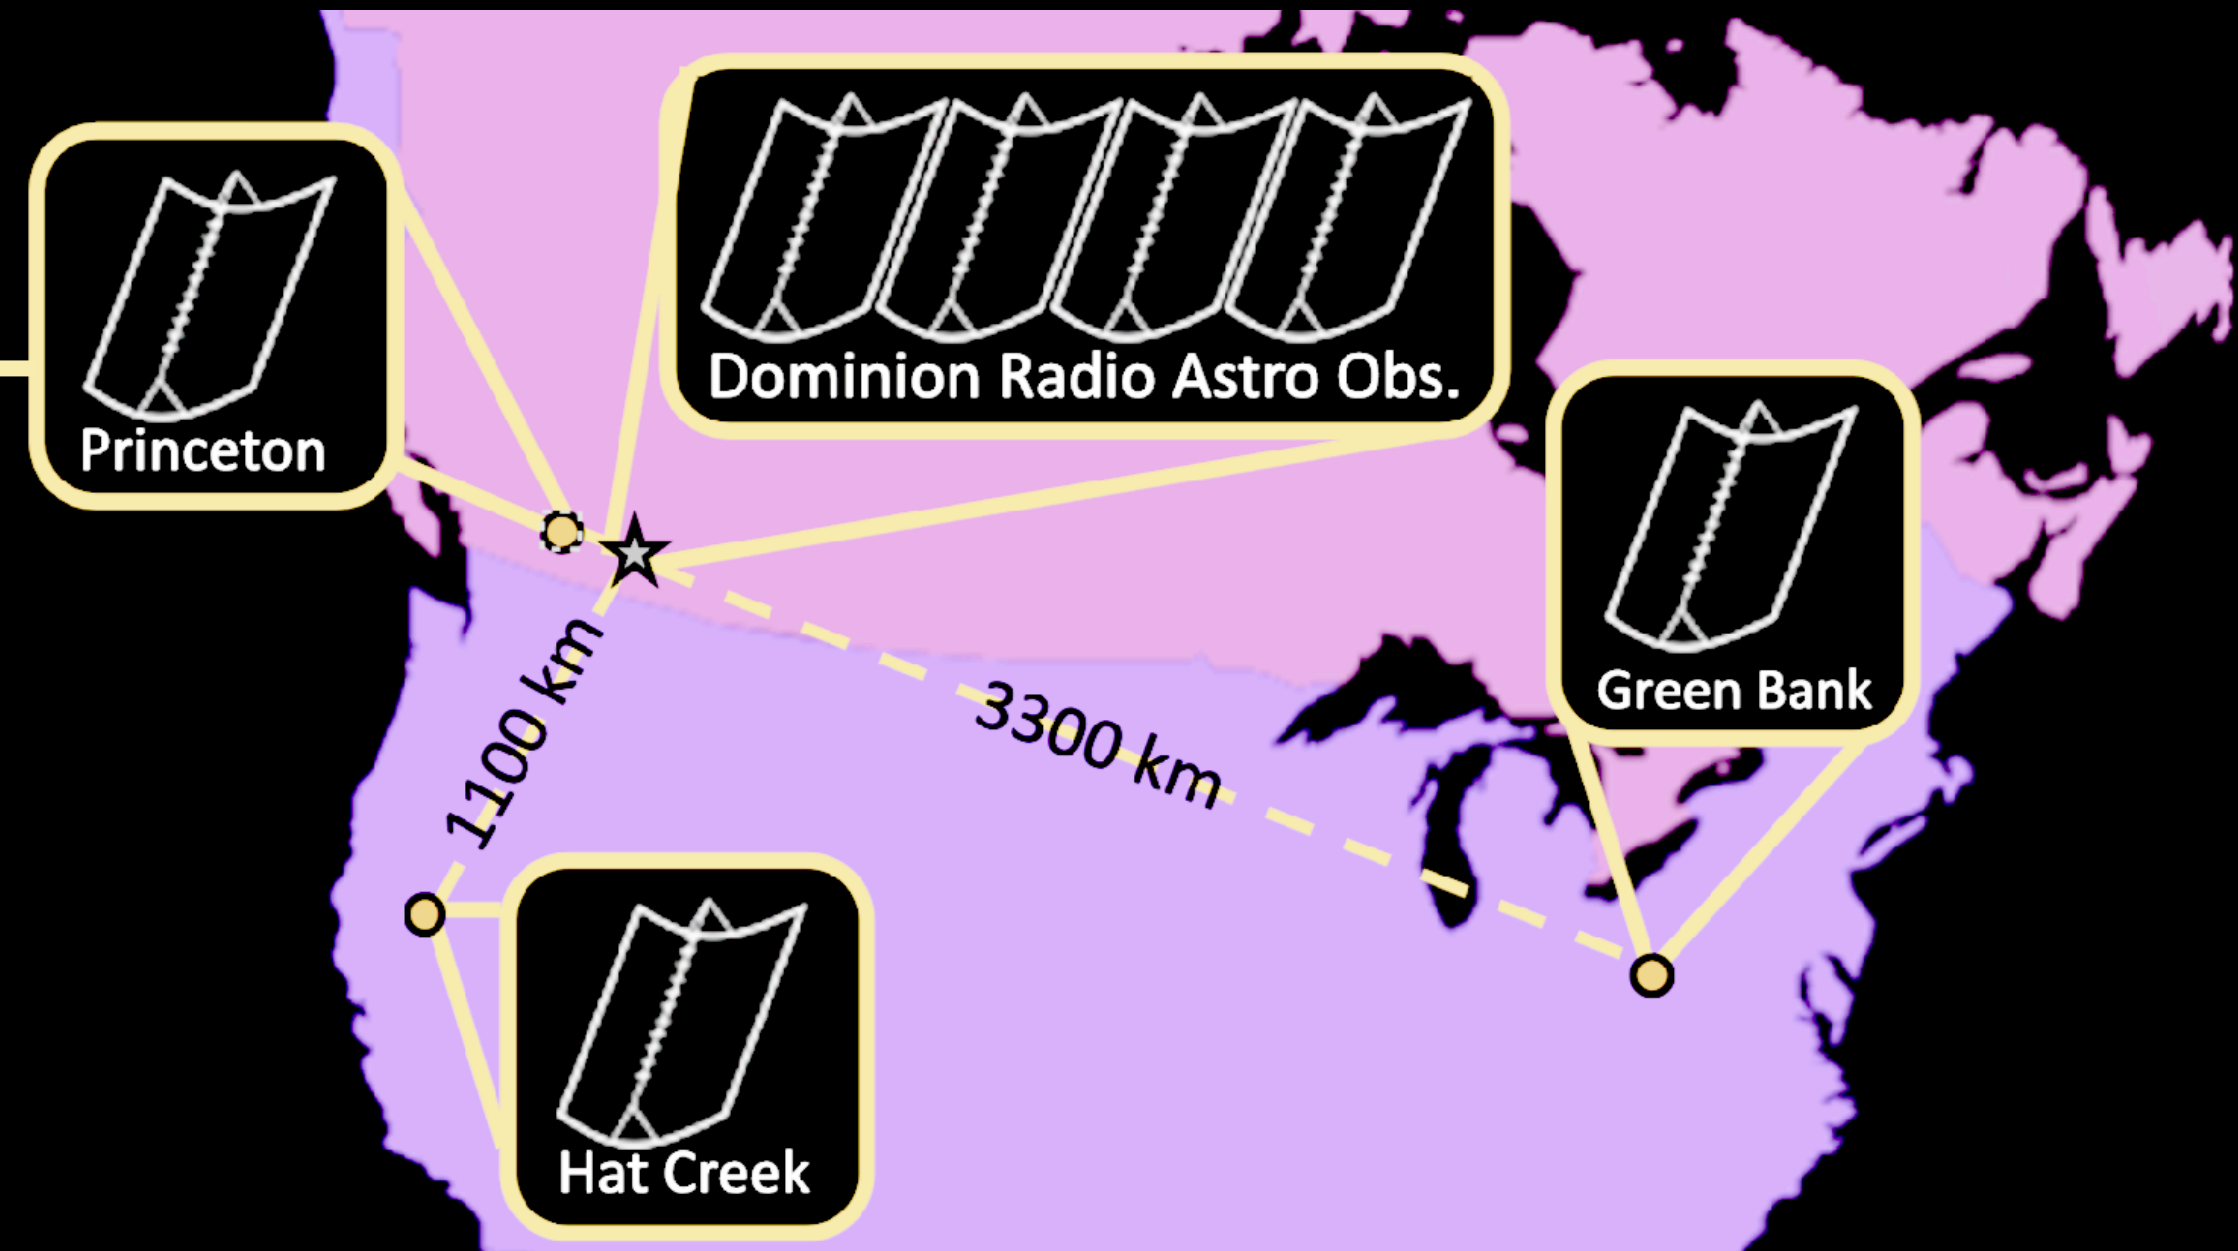 Dominion Radio Astro Obs.
Princeton
Green Bank
1100 km
3300 km
Hat Creek